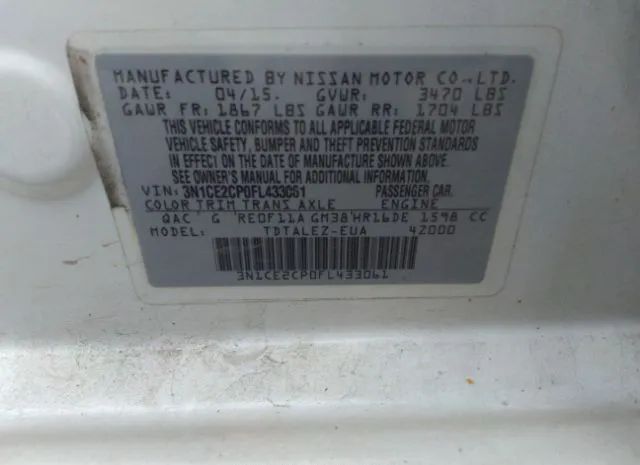 MANUFACTURED BY NISSAN MOTOR CO., LTD.
DATE: 04/15. GVWR: 3470 LBS
GAWR FR: 1867 LBS GAWR RR: 1704 LBS
THIS VEHICLE CONFORMS TO ALL APPLICABLE FEDERAL MOTOR
VEHICLE SAFETY, BUMPER AND THEFT PREVENTION STANDARDS
IN EFFECT ON THE DATE OF MANUFACTURE SHOWN ABOVE.
SEE OWNER'S MANUAL FOR ADDITIONAL INFORMATION.
VIN: 3N1CE2CP0FL433061 PASSENGER CAR.
COLOR TRIM TRANS AXLE ENGINE
QAC G RE0F11A GM38 HR16DE 1598 CC
MODEL: TDTALEZ-EUA 42000
3N1CE2CP0FL433061